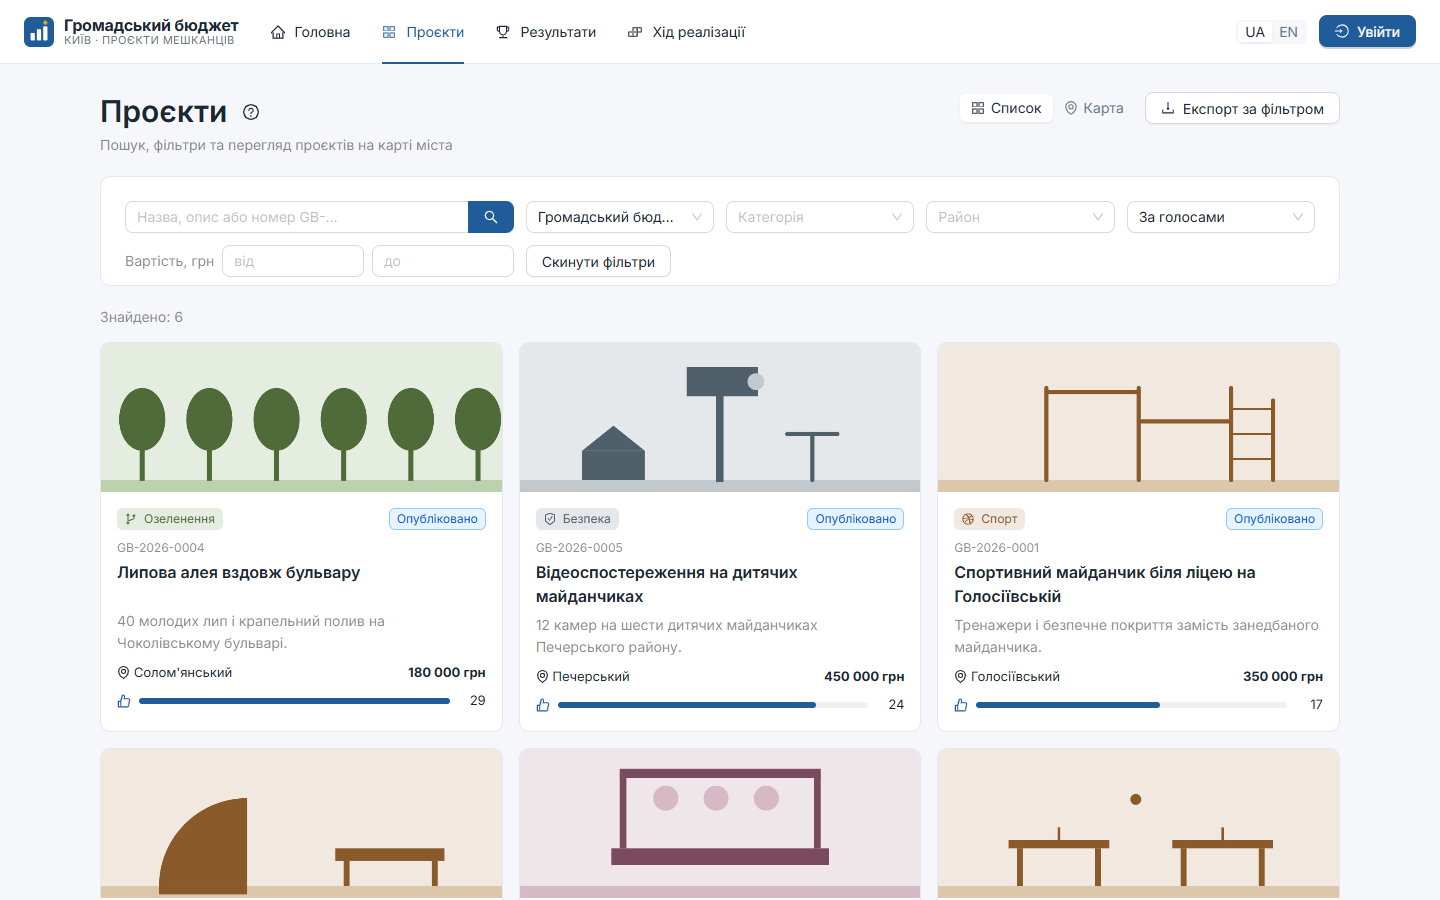 Громадський бюджет
КИЇВ · ПРОЄКТИ МЕШКАНЦІВ
Головна
Проєкти
Результати
Хід реалізації
UA EN
Увійти
Проєкти
Список
Карта
Експорт за фільтром
Пошук, фільтри та перегляд проєктів на карті міста
Назва, опис або номер GB-...
Громадський бюд...
Категорія
Район
За голосами
Вартість, грн
від
до
Скинути фільтри
Знайдено: 6
Озеленення
Опубліковано
GB-2026-0004
Липова алея вздовж бульвару
40 молодих лип і крапельний полив на
Чоколівському бульварі.
Солом'янський
180 000 грн
29
Безпека
Опубліковано
GB-2026-0005
Відеоспостереження на дитячих
майданчиках
12 камер на шести дитячих майданчиках
Печерського району.
Печерський
450 000 грн
24
Спорт
Опубліковано
GB-2026-0001
Спортивний майданчик біля ліцею на
Голосіївській
Тренажери і безпечне покриття замість занедбаного
майданчика.
Голосіївський
350 000 грн
17